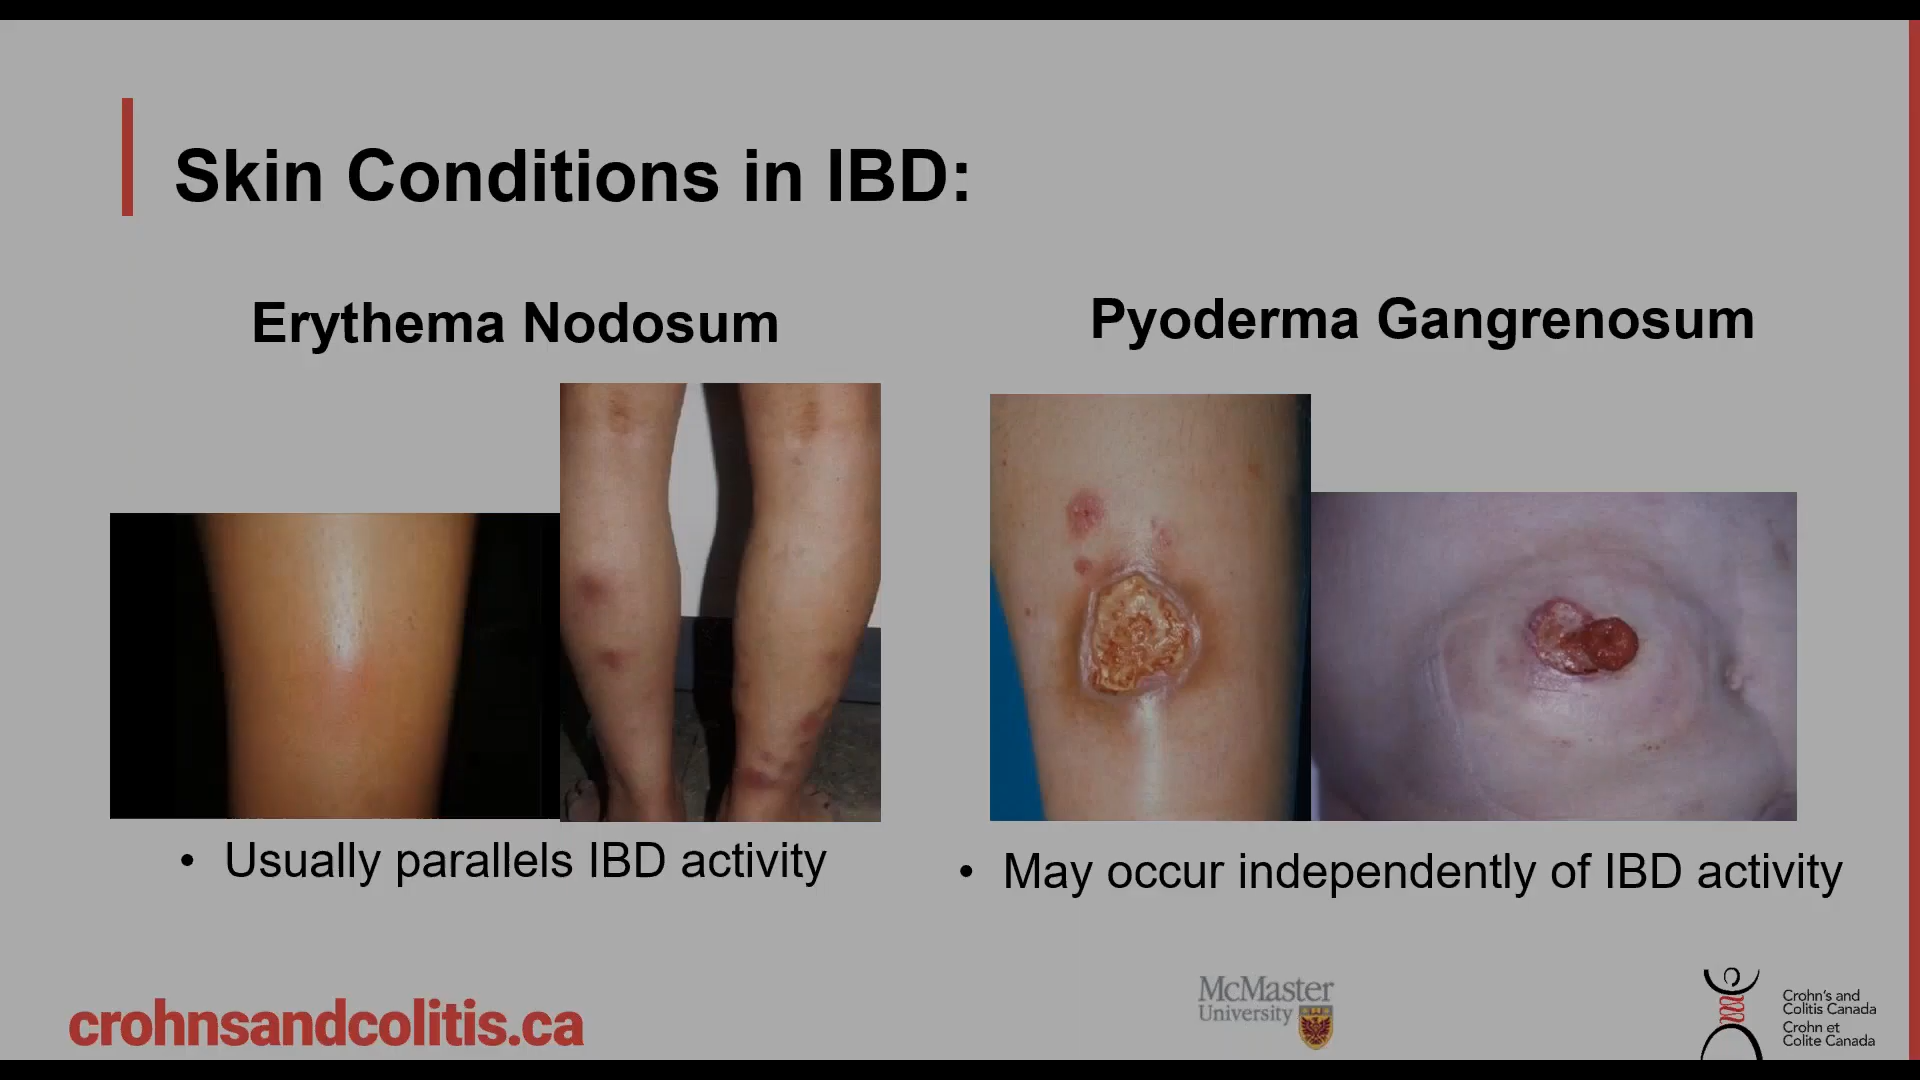 Skin Conditions in IBD:
Erythema Nodosum
Pyoderma Gangrenosum
• Usually parallels IBD activity
• May occur independently of IBD activity
crohnsandcolitis.ca
McMaster
University
Crohn's and
Colitis Canada
Crohn et
Colite Canada